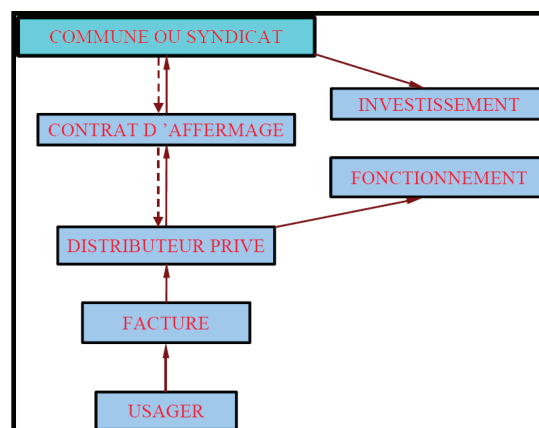 COMMUNE OU SYNDICAT
INVESTISSEMENT
CONTRAT D ’AFFERMAGE
FONCTIONNEMENT
DISTRIBUTEUR PRIVE
FACTURE
USAGER